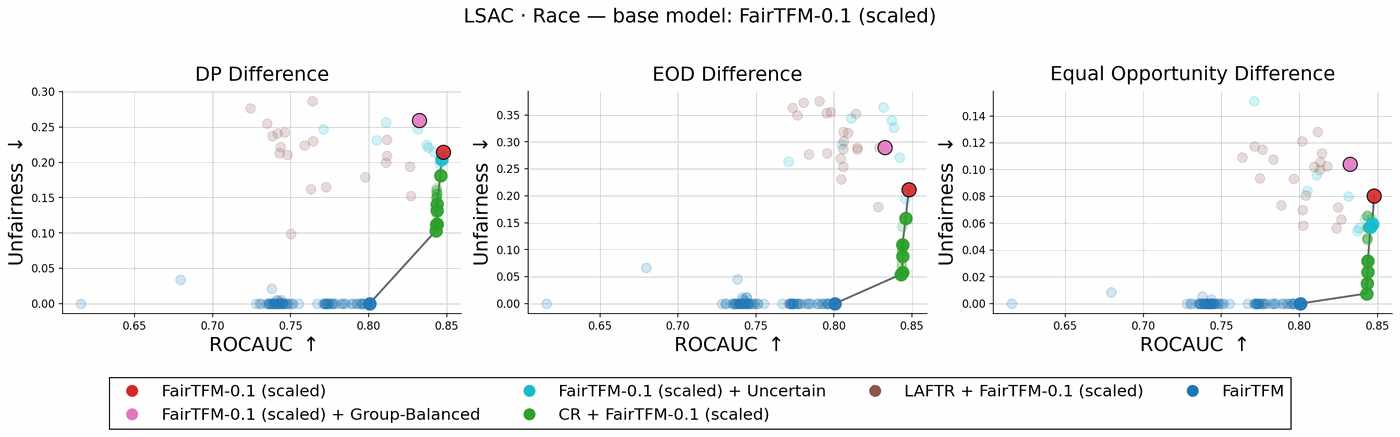 LSAC · Race — base model: FairTFM-0.1 (scaled)
DP Difference
Unfairness ↓
0.30
0.25
0.20
0.15
0.10
0.05
0.00
0.65 0.70 0.75 0.80 0.85
ROCAUC ↑
EOD Difference
Unfairness ↓
0.35
0.30
0.25
0.20
0.15
0.10
0.05
0.00
0.65 0.70 0.75 0.80 0.85
ROCAUC ↑
Equal Opportunity Difference
Unfairness ↓
0.14
0.12
0.10
0.08
0.06
0.04
0.02
0.00
0.65 0.70 0.75 0.80 0.85
ROCAUC ↑
FairTFM-0.1 (scaled)
FairTFM-0.1 (scaled) + Group-Balanced
FairTFM-0.1 (scaled) + Uncertain
CR + FairTFM-0.1 (scaled)
LAFTR + FairTFM-0.1 (scaled)
FairTFM